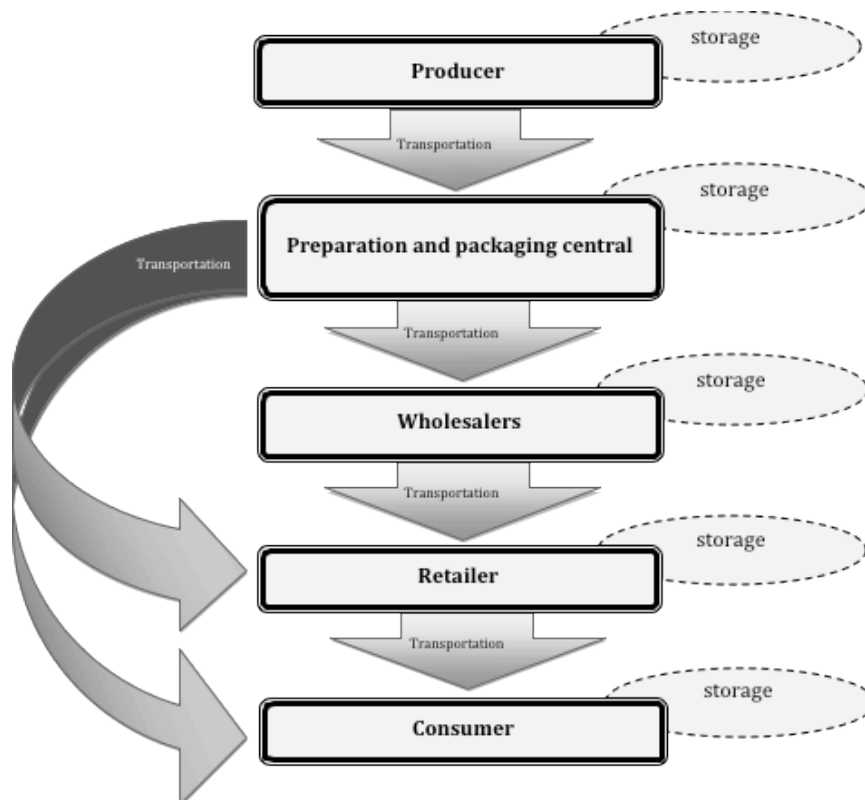 storage
Producer
Transportation
storage
Preparation and packaging central
Transportation
Transportation
storage
Wholesalers
Transportation
storage
Retailer
Transportation
storage
Consumer